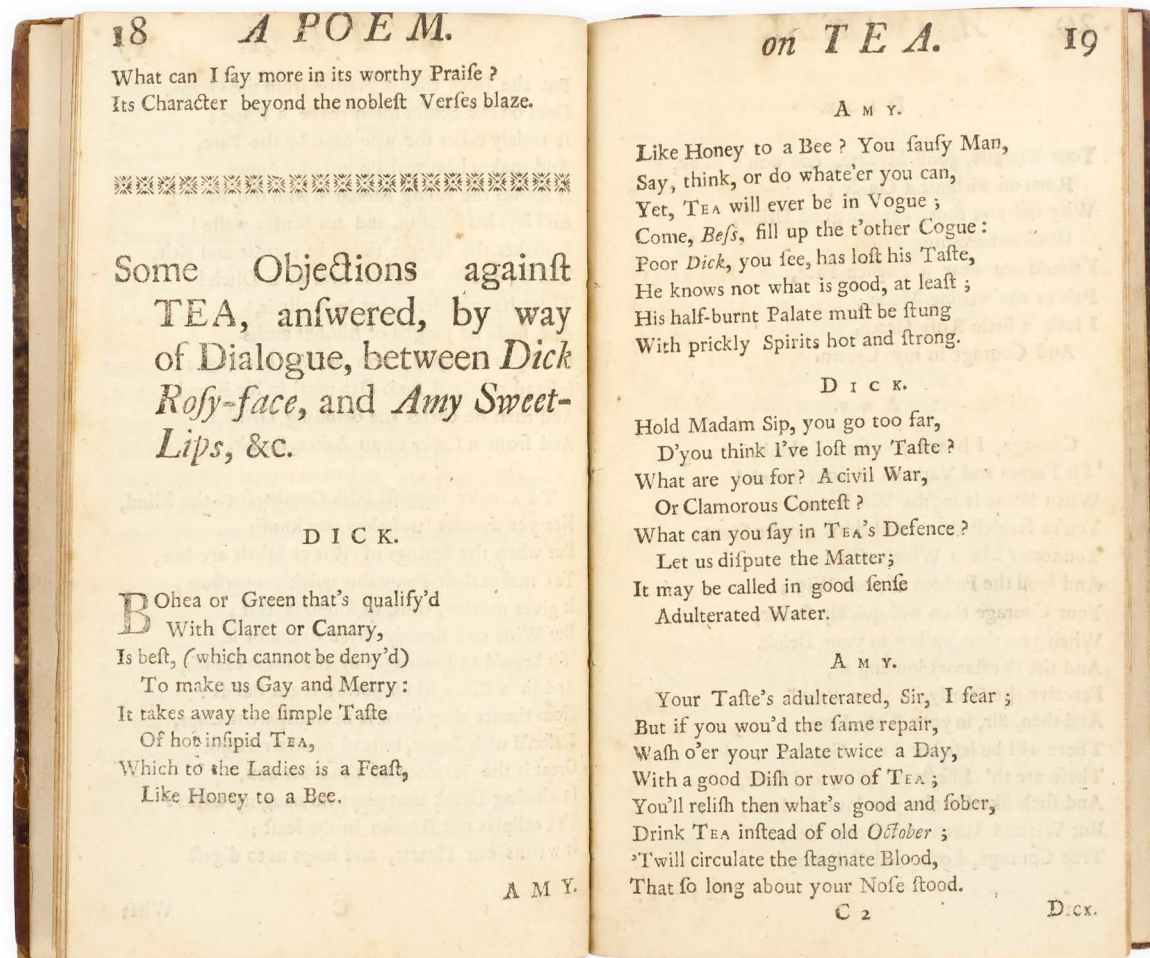 18 A POEM.
What can I ſay more in its worthy Praiſe ?
Its Character beyond the nobleſt Verſes blaze.
Some Objections againſt
TEA, anſwered, by way
of Dialogue, between Dick
Roſy-face, and Amy Sweet-
Lips, &c.
DICK.
BOhea or Green that's qualify'd
With Claret or Canary,
Is beſt, (which cannot be deny'd)
To make us Gay and Merry :
It takes away the ſimple Taſte
Of hot inſipid TEA,
Which to the Ladies is a Feaſt,
Like Honey to a Bee.
AMY.
on TEA. 19
AMY.
Like Honey to a Bee ? You ſauſy Man,
Say, think, or do whate'er you can,
Yet, TEA will ever be in Vogue ;
Come, Beſs, fill up the t'other Cogue :
Poor Dick, you ſee, has loſt his Taſte,
He knows not what is good, at leaſt ;
His half-burnt Palate muſt be ſtung
With prickly Spirits hot and ſtrong.
DICK.
Hold Madam Sip, you go too far,
D'you think I've loſt my Taſte ?
What are you for? A civil War,
Or Clamorous Conteſt ?
What can you ſay in TEA's Defence ?
Let us diſpute the Matter;
It may be called in good ſenſe
Adulterated Water.
AMY.
Your Taſte's adulterated, Sir, I fear ;
But if you wou'd the ſame repair,
Waſh o'er your Palate twice a Day,
With a good Diſh or two of TEA ;
You'll reliſh then what's good and ſober,
Drink TEA inſtead of old October ;
'Twill circulate the ſtagnate Blood,
That ſo long about your Noſe ſtood.
C 2 DICK.